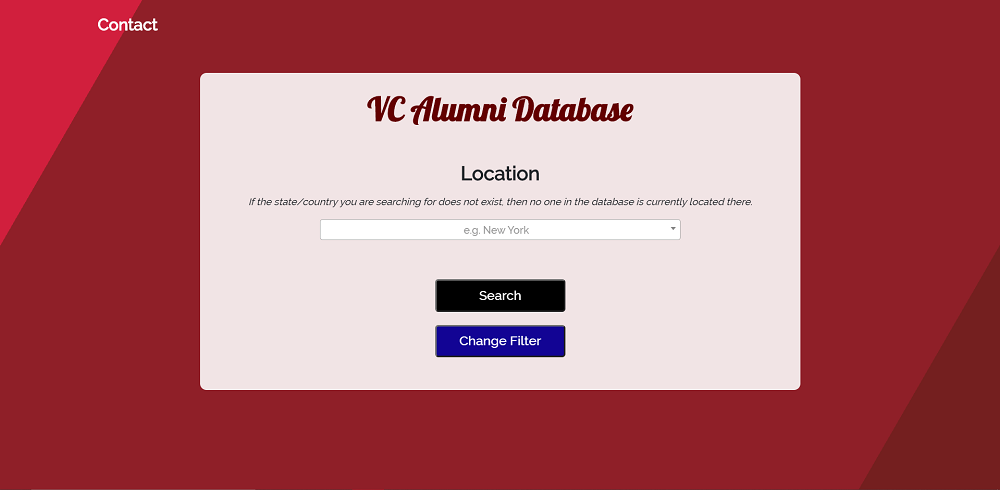 Contact
VC Alumni Database
Location
If the state/country you are searching for does not exist, then no one in the database is currently located there.
e.g. New York
Search
Change Filter